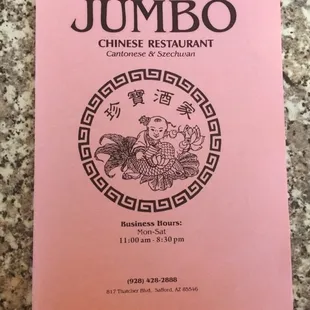 JUMBO
CHINESE RESTAURANT
Cantonese & Szechwan
珍寶酒家
Business Hours:
Mon-Sat
11:00 am - 8:30 pm
(928) 428-2888
817 Thatcher Blvd., Safford, AZ 85546